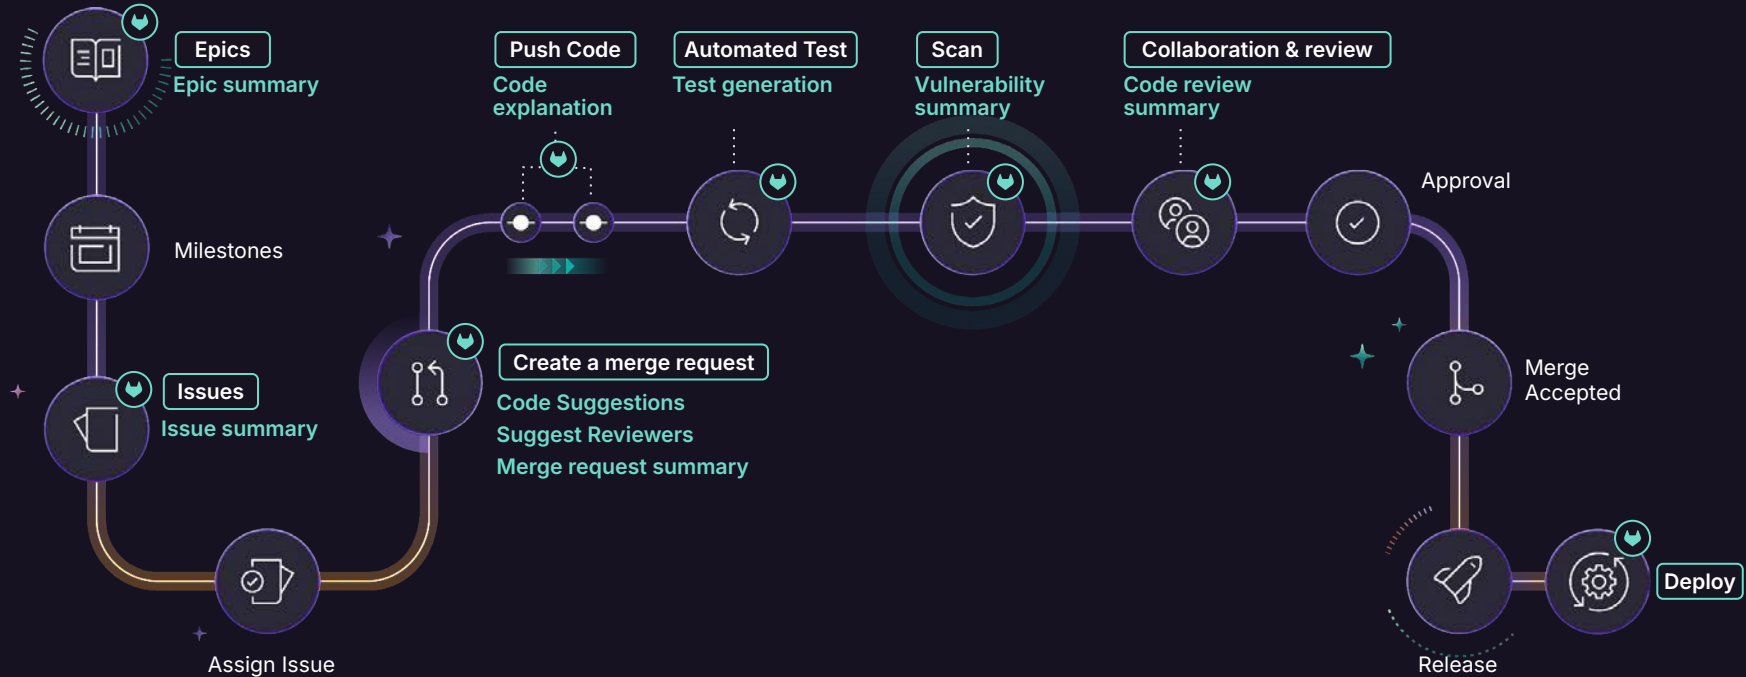 Epics
Epic summary
Milestones
Issues
Issue summary
Assign Issue
Create a merge request
Code Suggestions
Suggest Reviewers
Merge request summary
Push Code
Code
explanation
Automated Test
Test generation
Scan
Vulnerability
summary
Collaboration & review
Code review
summary
Approval
Merge
Accepted
Release
Deploy